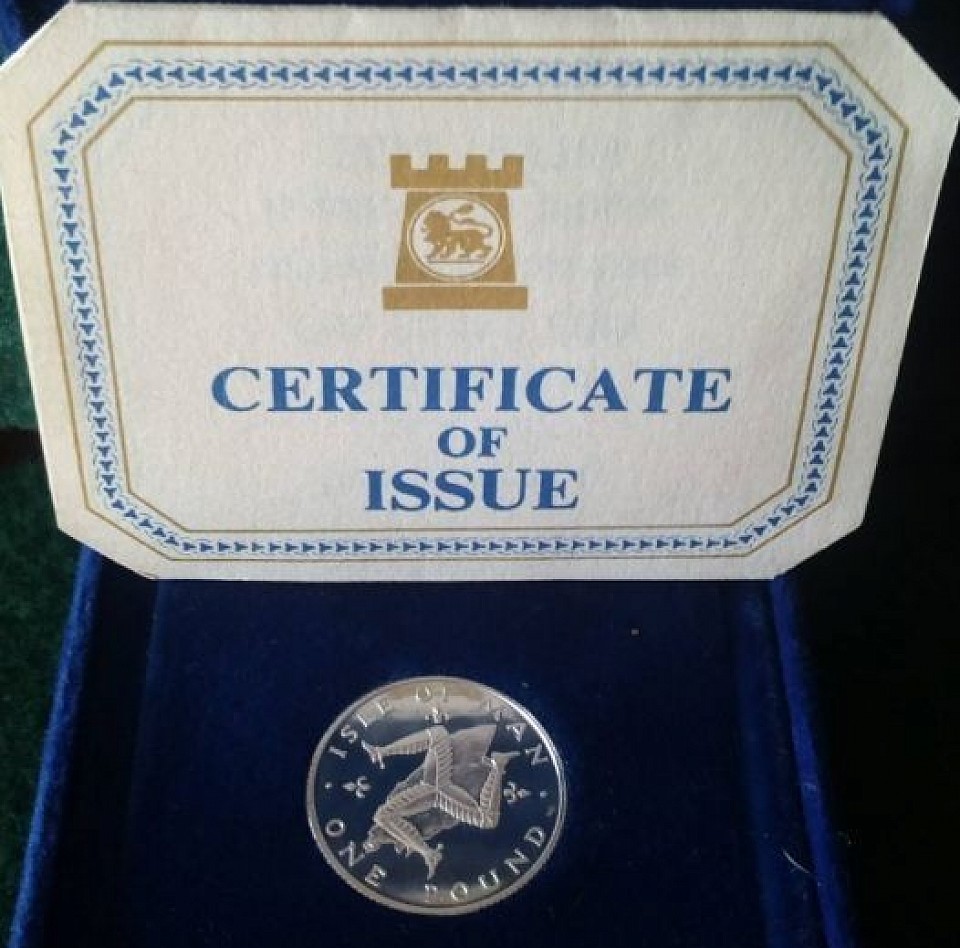 CERTIFICATE
OF
ISSUE
ISLE OF MAN
ONE POUND